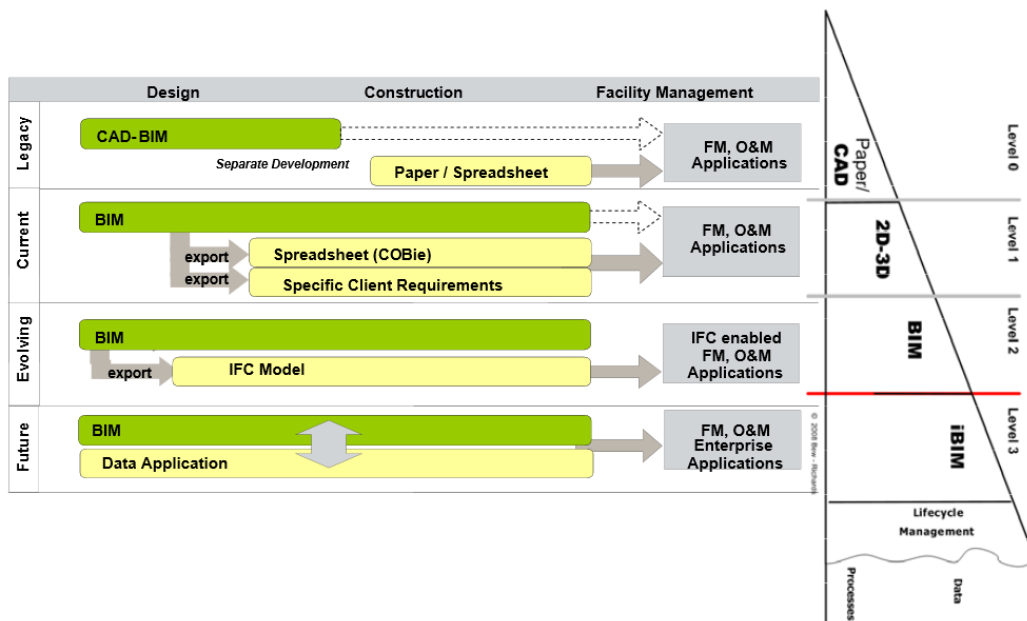 Design Construction Facility Management
Legacy
CAD-BIM
Separate Development
Paper / Spreadsheet
FM, O&M
Applications
Current
BIM
export
Spreadsheet (COBie)
export
Specific Client Requirements
FM, O&M
Applications
Evolving
BIM
export
IFC Model
IFC enabled
FM, O&M
Applications
Future
BIM
Data Application
FM, O&M
Enterprise
Applications
Paper/
CAD
Level 0
2D-3D
Level 1
BIM
Level 2
iBIM
Level 3
© 2008 Bew - Richards
Lifecycle
Management
Processes
Data